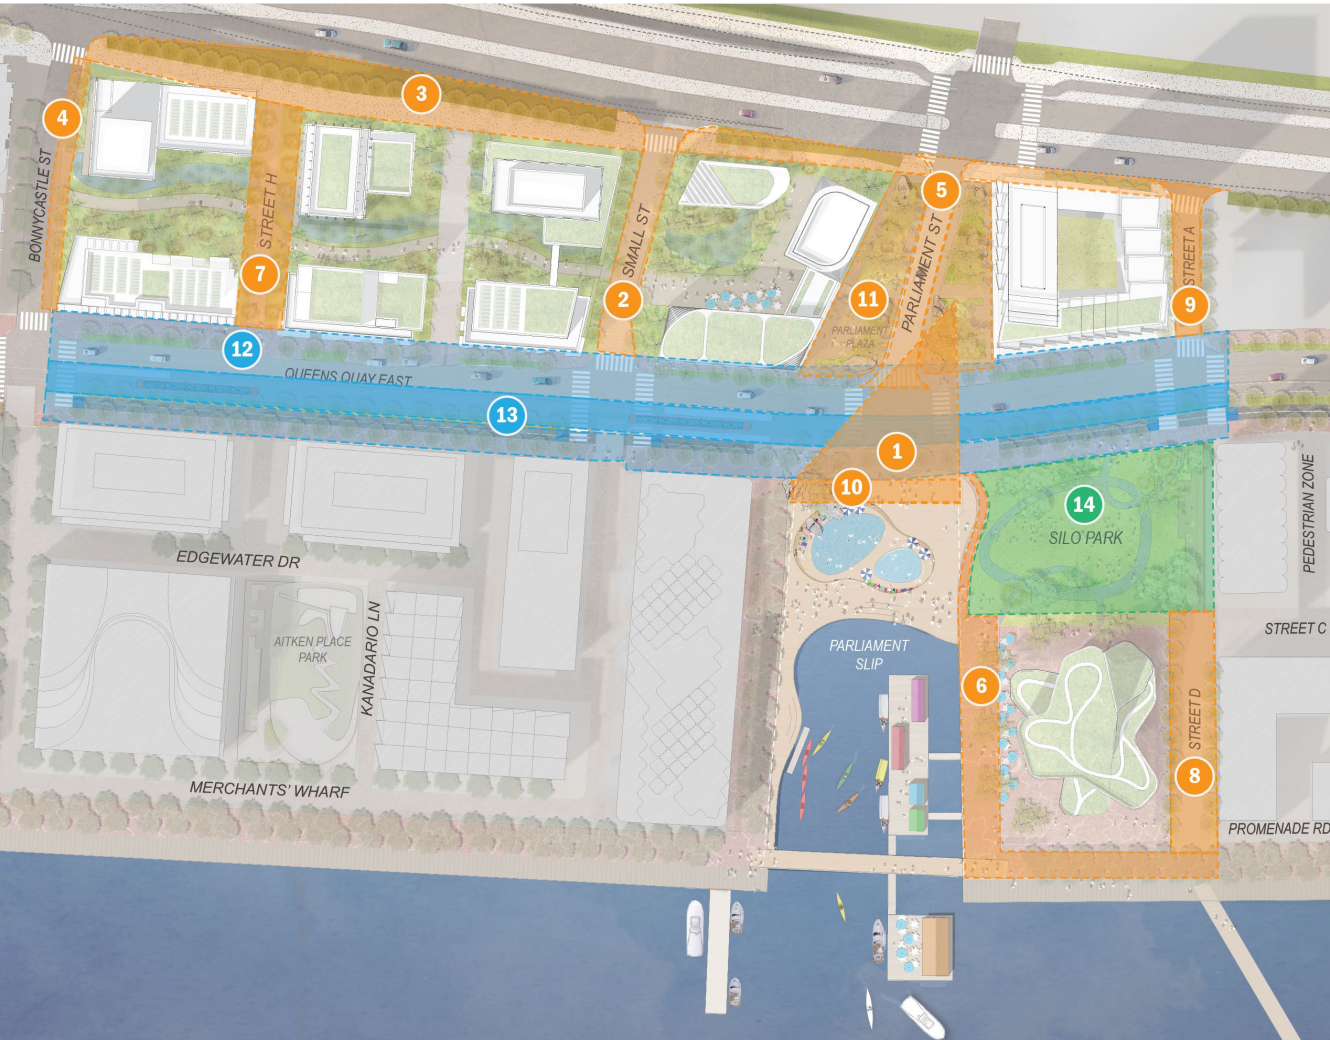 3
4
5
BONNYCASTLE ST
STREET H
SMALL ST
PARLIAMENT ST
STREET A
7
2
11
9
PARLIAMENT
PLAZA
12
QUEENS QUAY EAST
13
1
10
14
SILO PARK
PEDESTRIAN ZONE
EDGEWATER DR
AITKEN PLACE
PARK
KANADARIO LN
PARLIAMENT
SLIP
STREET C
6
STREET D
8
MERCHANTS' WHARF
PROMENADE RD